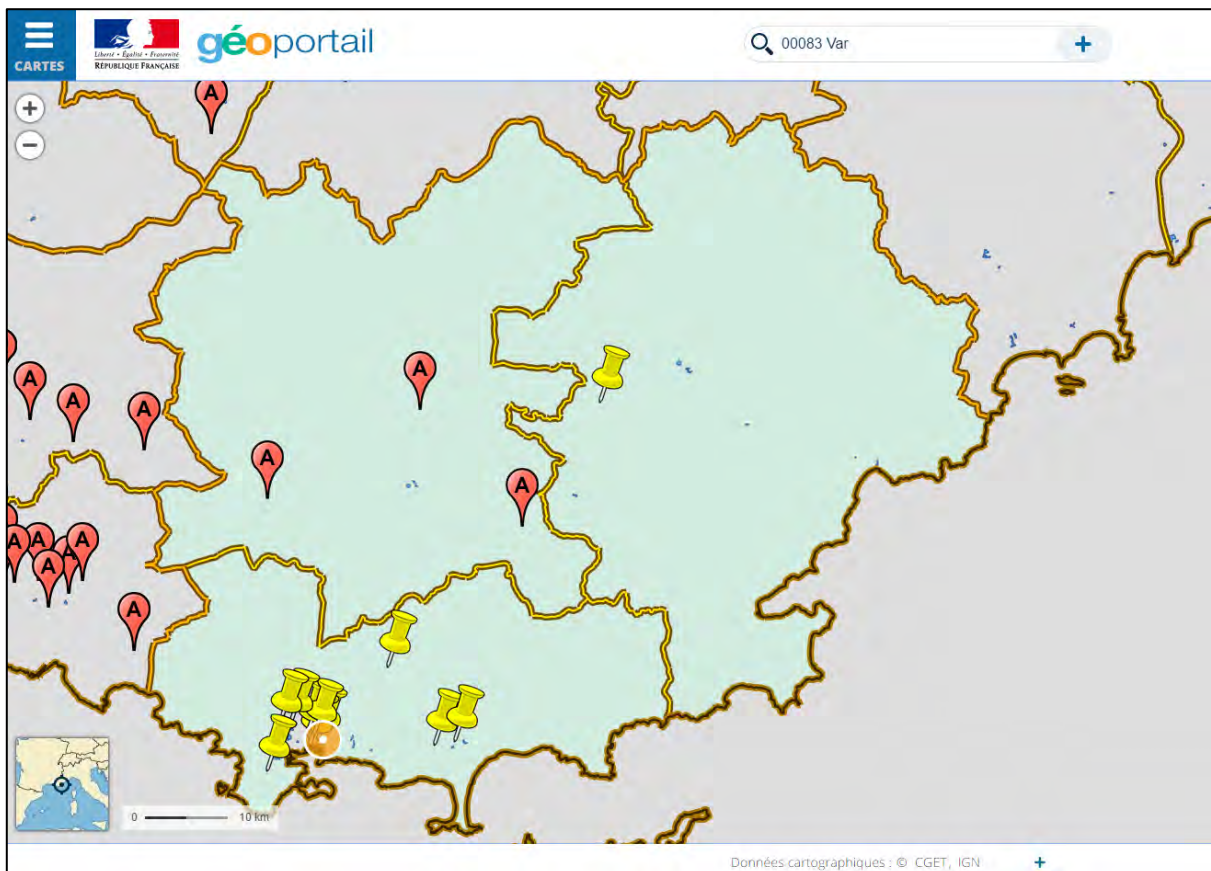 CARTES
Liberté • Égalité • Fraternité
RÉPUBLIQUE FRANÇAISE
géoportail
00083 Var
+
+
−
A
A
A
A
A
A
A
A
A
A
A
A
A
A
0
10 km
Données cartographiques : © CGET, IGN
+